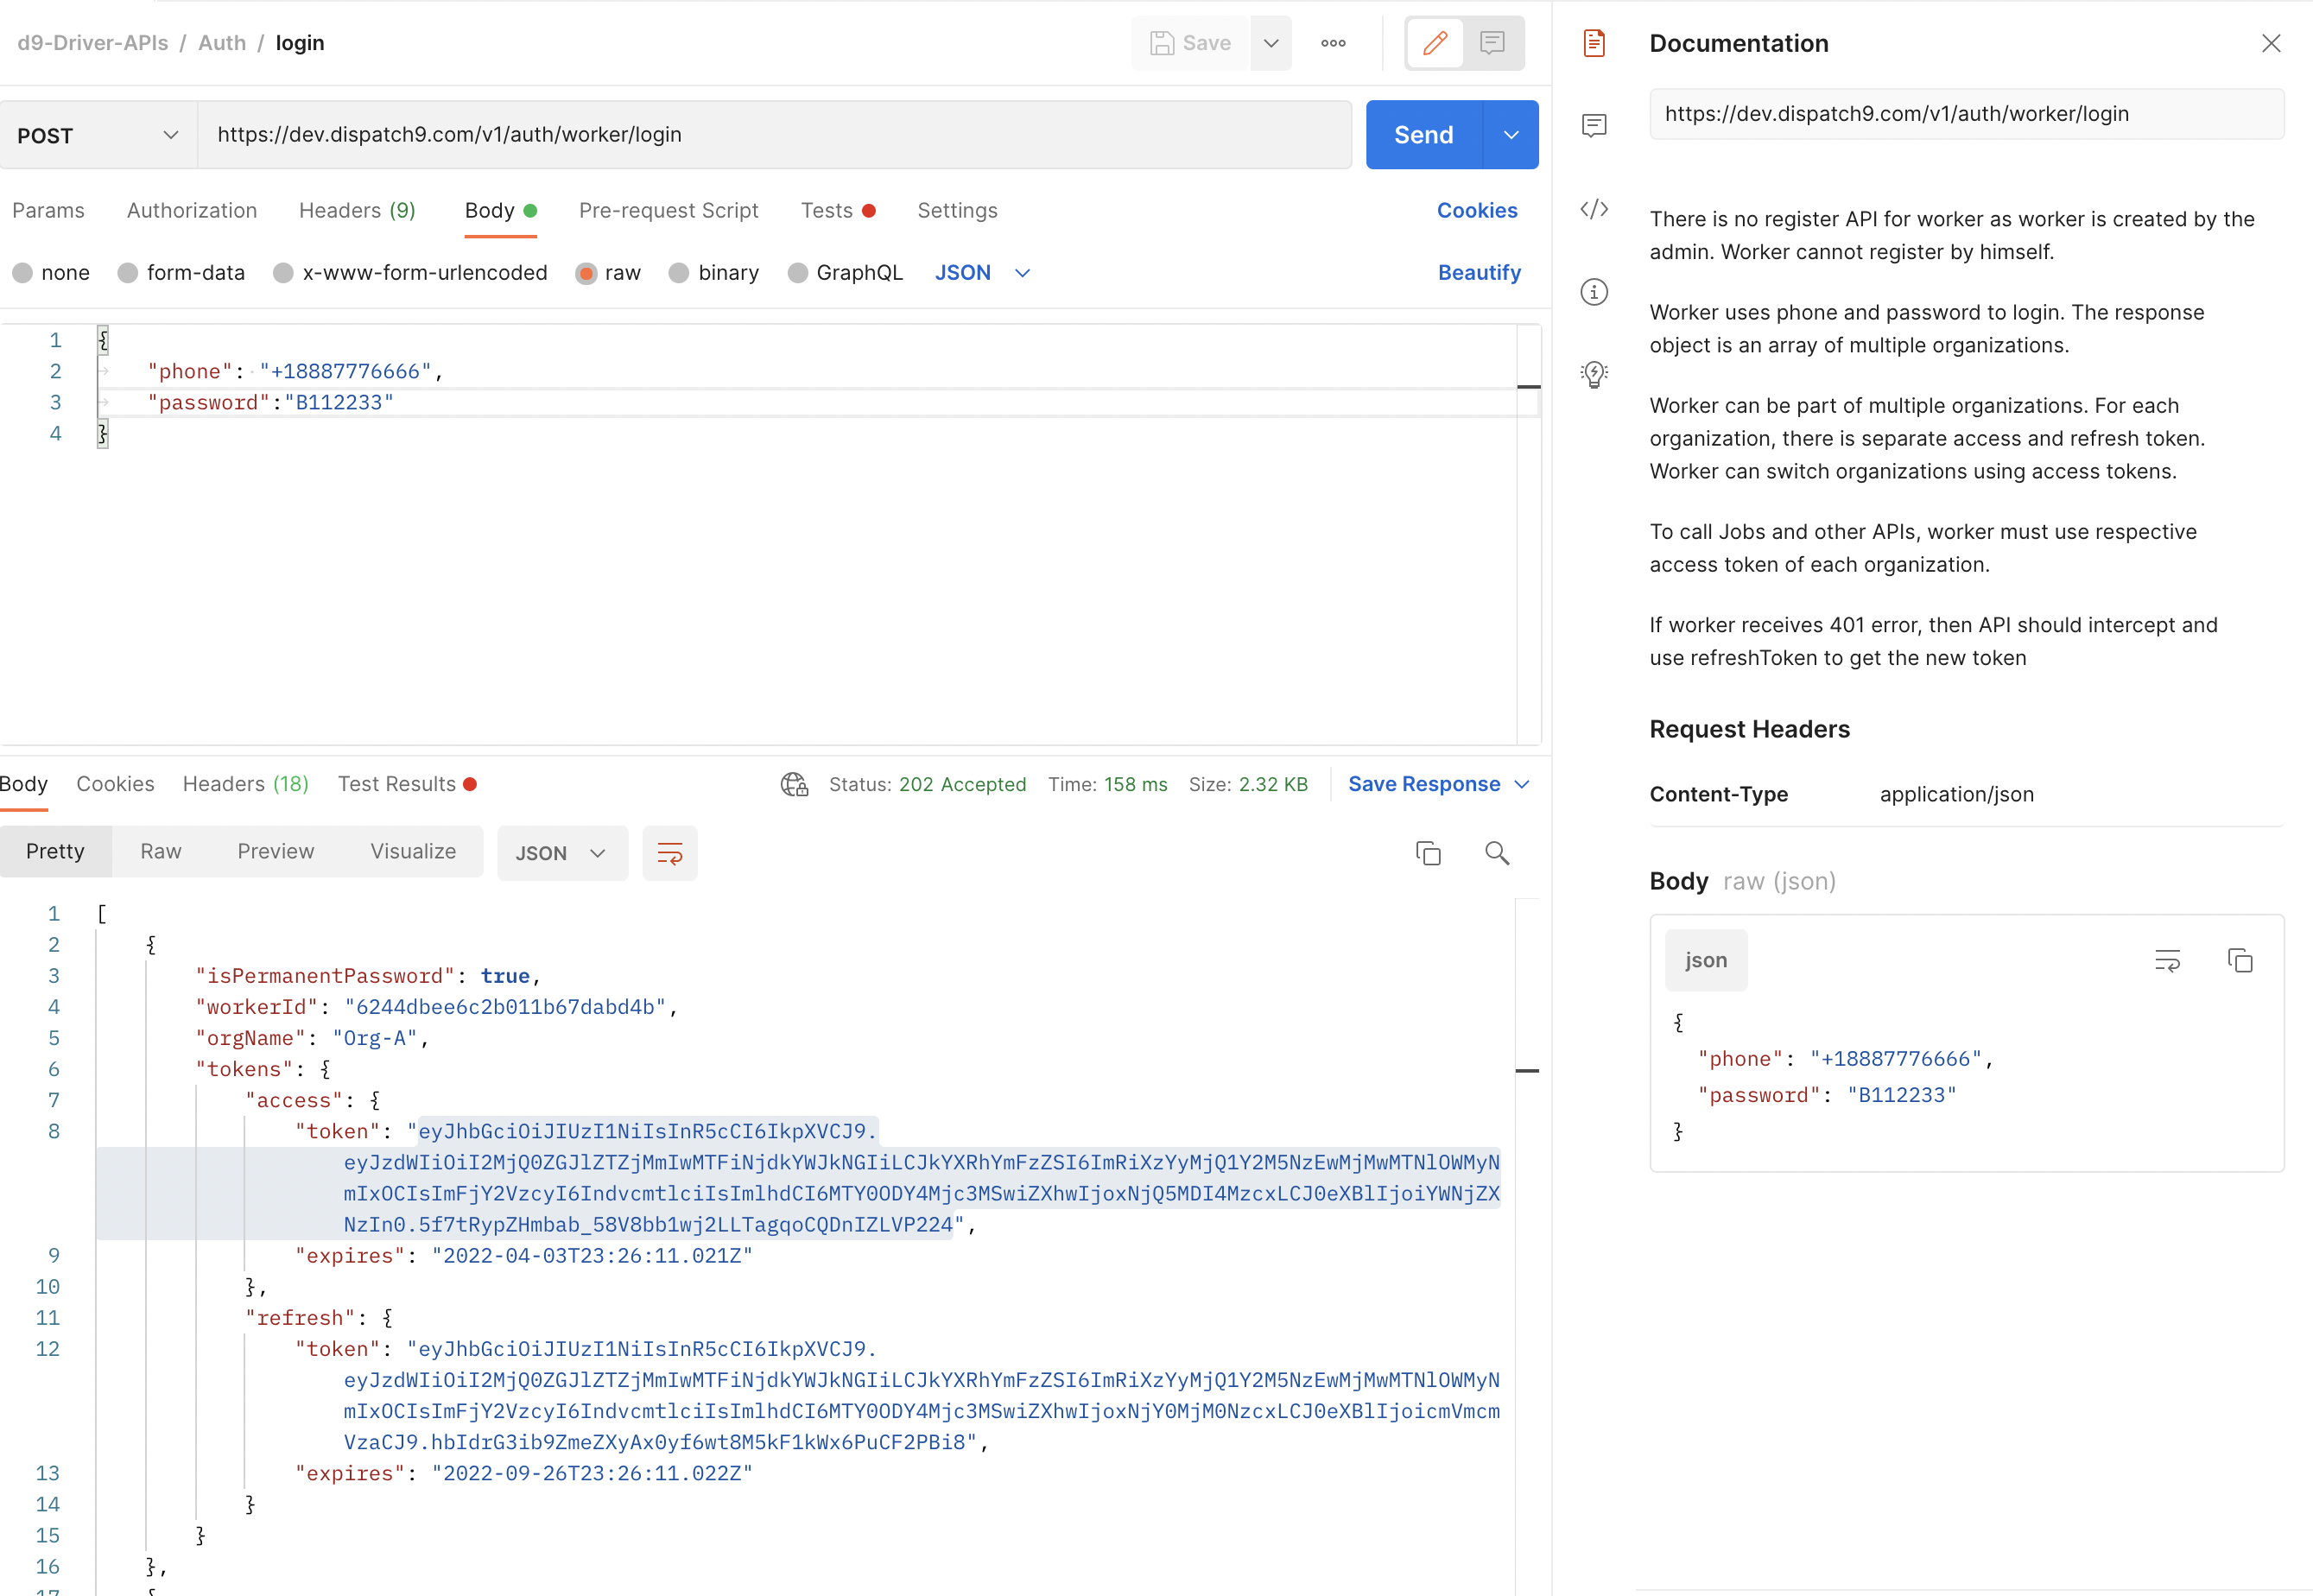 d9-Driver-APIs / Auth / login
Save
POST
https://dev.dispatch9.com/v1/auth/worker/login
Send
Params Authorization Headers (9) Body Pre-request Script Tests Settings Cookies
none form-data x-www-form-urlencoded raw binary GraphQL JSON Beautify
1 {
2 "phone": "+18887776666",
3 "password":"B112233"
4 }
Body Cookies Headers (18) Test Results Status: 202 Accepted Time: 158 ms Size: 2.32 KB Save Response
Pretty Raw Preview Visualize JSON
1 [
2 {
3 "isPermanentPassword": true,
4 "workerId": "6244dbee6c2b011b67dabd4b",
5 "orgName": "Org-A",
6 "tokens": {
7 "access": {
8 "token": "eyJhbGciOiJIUzI1NiIsInR5cCI6IkpXVCJ9.
eyJzdWIiOiI2MjQ0ZGJlZTZjMmIwMTFiNjdkYWJkNGIiLCJkYXRhYmFzZSI6ImRiXzYyMjQ1Y2M5NzEwMjMwMTNlOWMyN
mIxOCIsImFjY2VzcyI6IndvcmtlciIsImlhdCI6MTY0ODY4Mjc3MSwiZXhwIjoxNjQ5MDI4MzcxLCJ0eXBlIjoiYWNjZX
NzIn0.5f7tRypZHmbab_58V8bb1wj2LLTagqoCQDnIZLVP224",
9 "expires": "2022-04-03T23:26:11.021Z"
10 },
11 "refresh": {
12 "token": "eyJhbGciOiJIUzI1NiIsInR5cCI6IkpXVCJ9.
eyJzdWIiOiI2MjQ0ZGJlZTZjMmIwMTFiNjdkYWJkNGIiLCJkYXRhYmFzZSI6ImRiXzYyMjQ1Y2M5NzEwMjMwMTNlOWMyN
mIxOCIsImFjY2VzcyI6IndvcmtlciIsImlhdCI6MTY0ODY4Mjc3MSwiZXhwIjoxNjY0MjM0NzcxLCJ0eXBlIjoicmVmcm
VzaCJ9.hbIdrG3ib9ZmeZXyAx0yf6wt8M5kF1kWx6PuCF2PBi8",
13 "expires": "2022-09-26T23:26:11.022Z"
14 }
15 }
16 },
17 {
Documentation
https://dev.dispatch9.com/v1/auth/worker/login
There is no register API for worker as worker is created by the
admin. Worker cannot register by himself.
Worker uses phone and password to login. The response
object is an array of multiple organizations.
Worker can be part of multiple organizations. For each
organization, there is separate access and refresh token.
Worker can switch organizations using access tokens.
To call Jobs and other APIs, worker must use respective
access token of each organization.
If worker receives 401 error, then API should intercept and
use refreshToken to get the new token
Request Headers
Content-Type application/json
Body raw (json)
json
{
"phone": "+18887776666",
"password": "B112233"
}